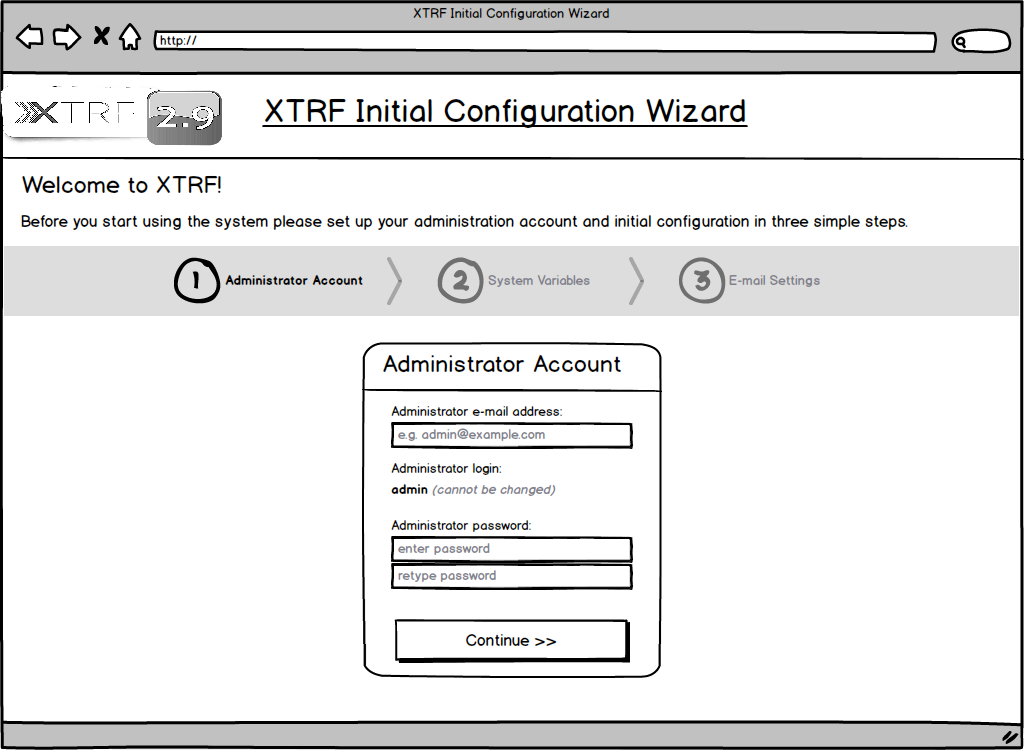 XTRF Initial Configuration Wizard
http://
XTRF 2.9
XTRF Initial Configuration Wizard
Welcome to XTRF!
Before you start using the system please set up your administration account and initial configuration in three simple steps.
1 Administrator Account 2 System Variables 3 E-mail Settings
Administrator Account
Administrator e-mail address:
e.g. admin@example.com
Administrator login:
admin (cannot be changed)
Administrator password:
enter password
retype password
Continue >>